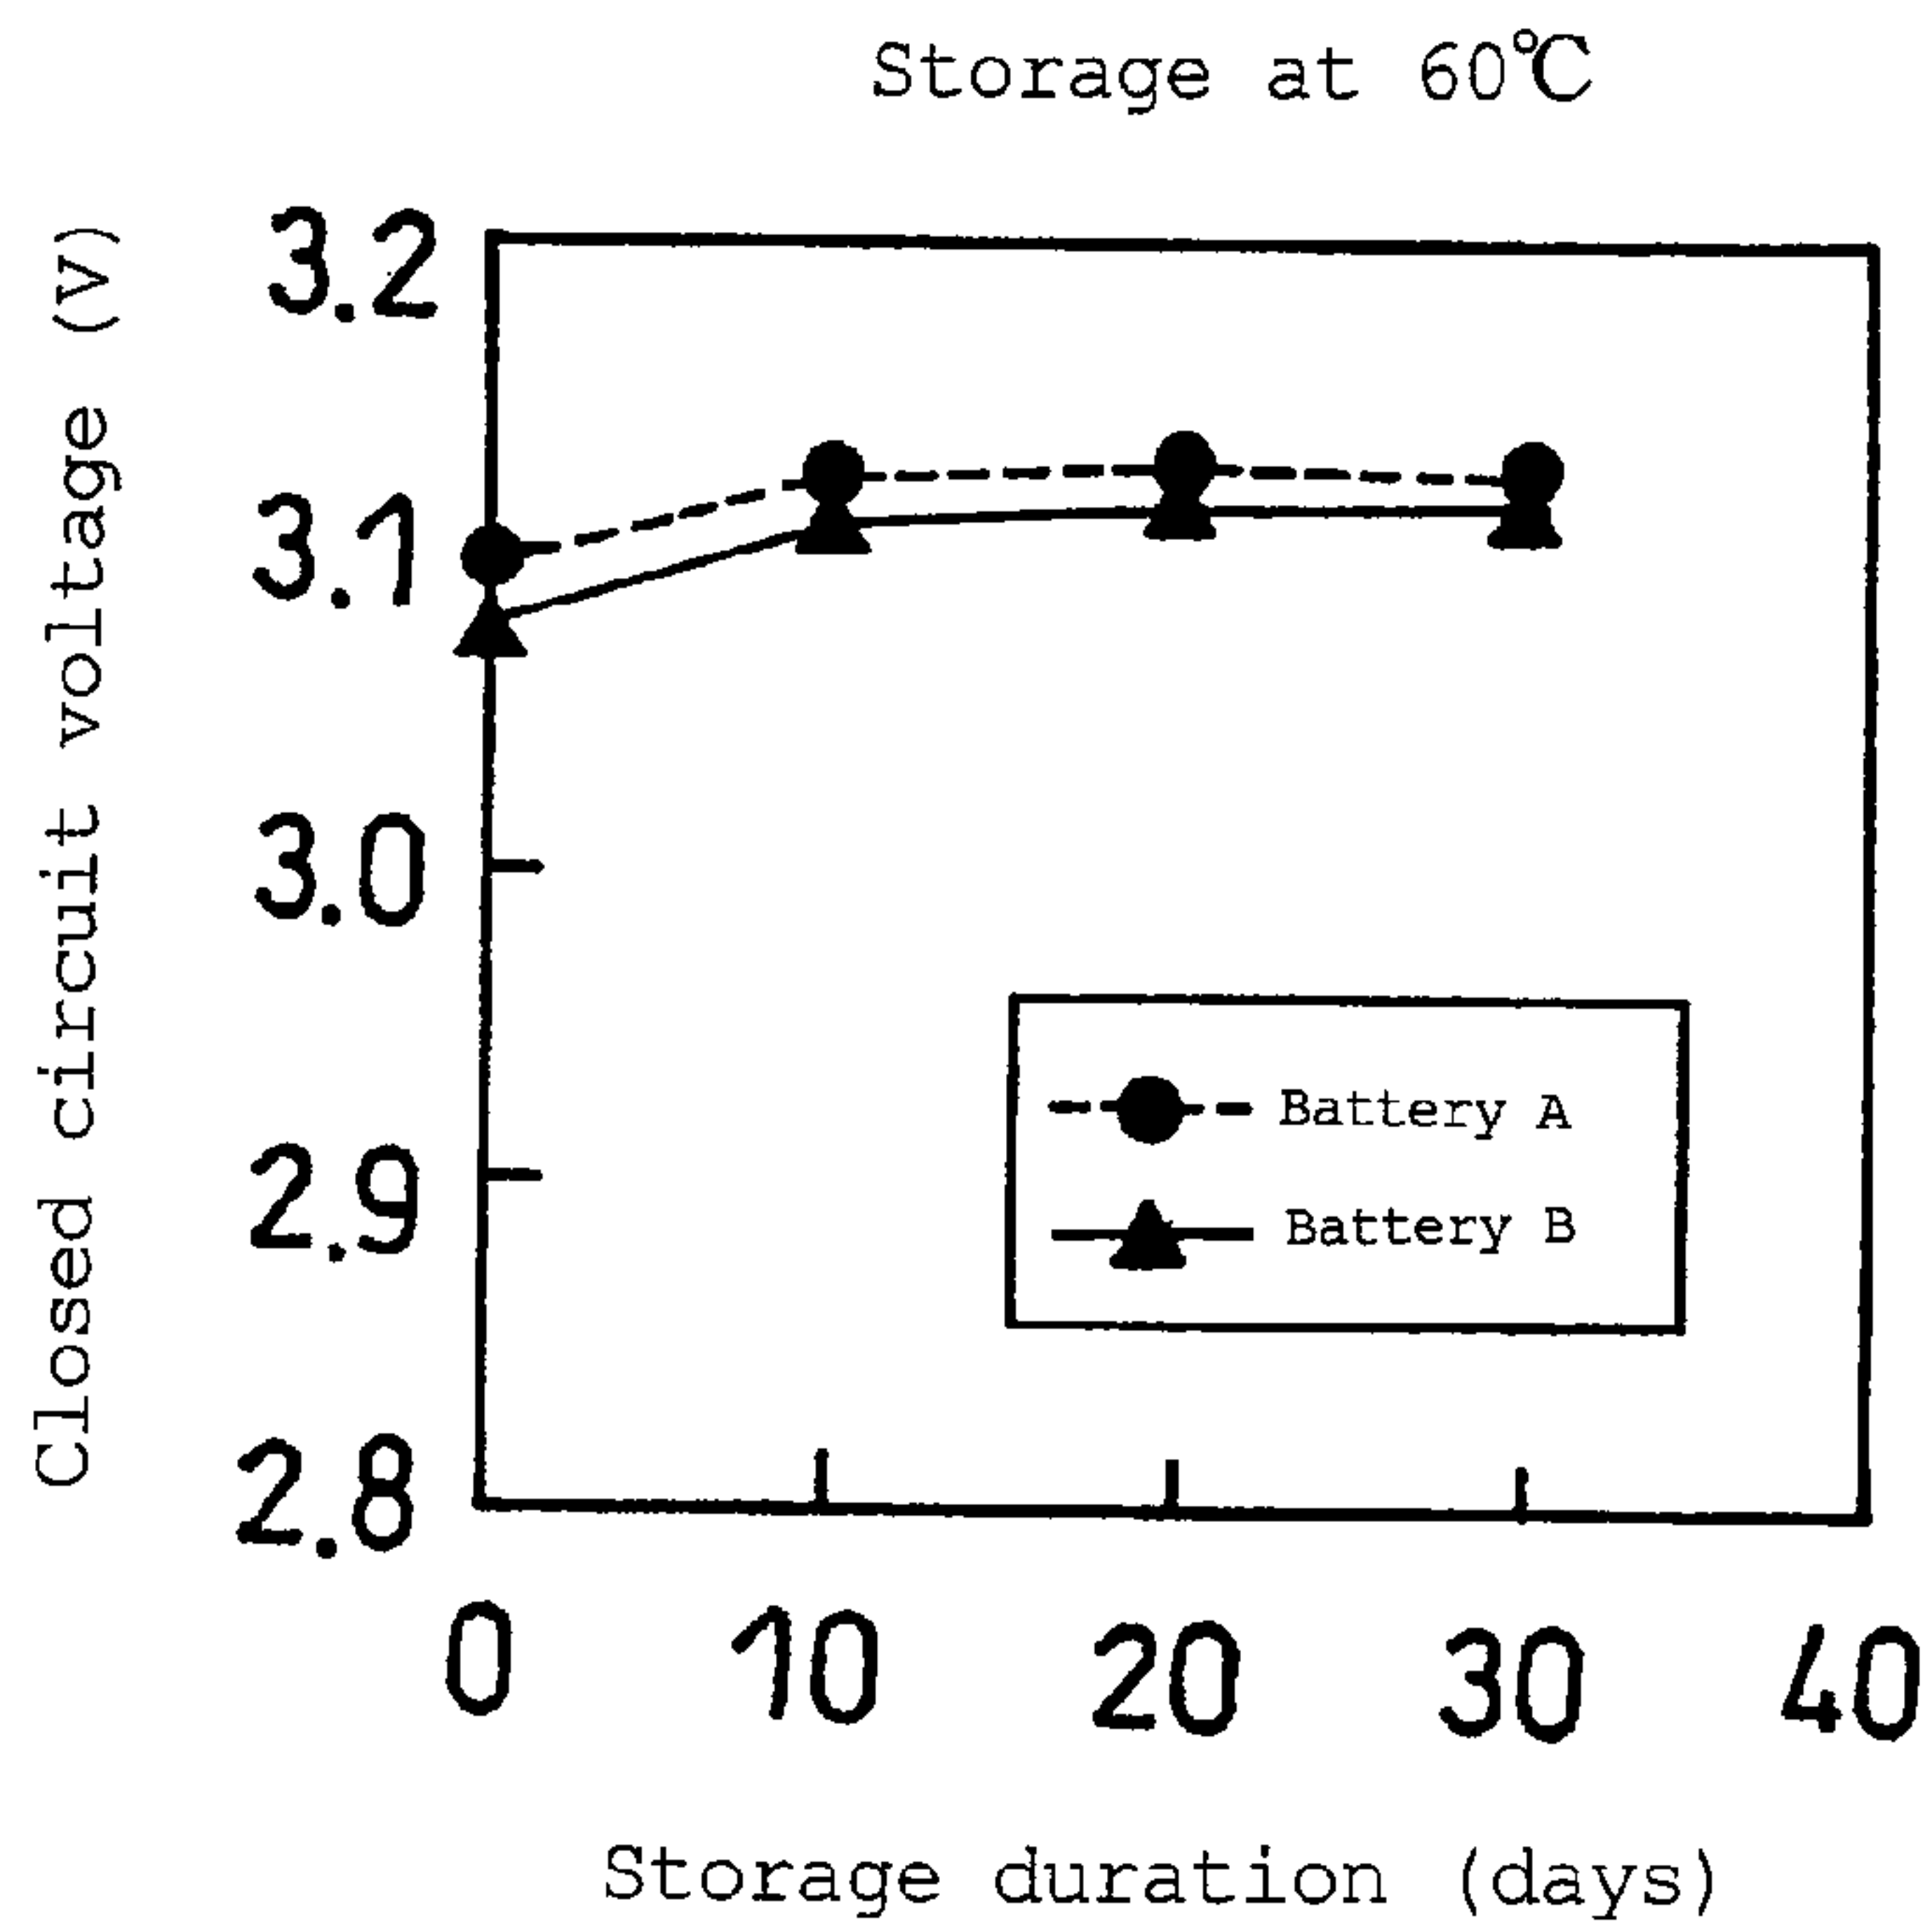 Storage at 60℃
Closed circuit voltage (V)
3.2
3.1
3.0
2.9
2.8
Battery A
Battery B
0 10 20 30 40
Storage duration (days)